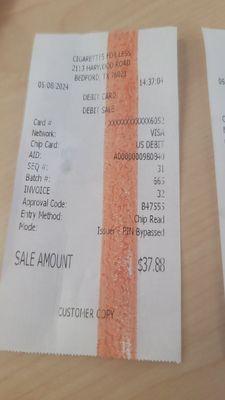 CIGARETTES FOR LESS
2113 HARWOOD ROAD
BEDFORD, TX 76021
05/08/2024 14:37:04
DEBIT CARD
DEBIT SALE
Card # XXXXXXXXXXXX6052
Network: VISA
Chip Card: US DEBIT
AID: A0000000980840
SEQ #: 31
Batch #: 665
INVOICE 32
Approval Code: B47555
Entry Method: Chip Read
Mode: Issuer - PIN Bypassed
SALE AMOUNT $37.88
CUSTOMER COPY